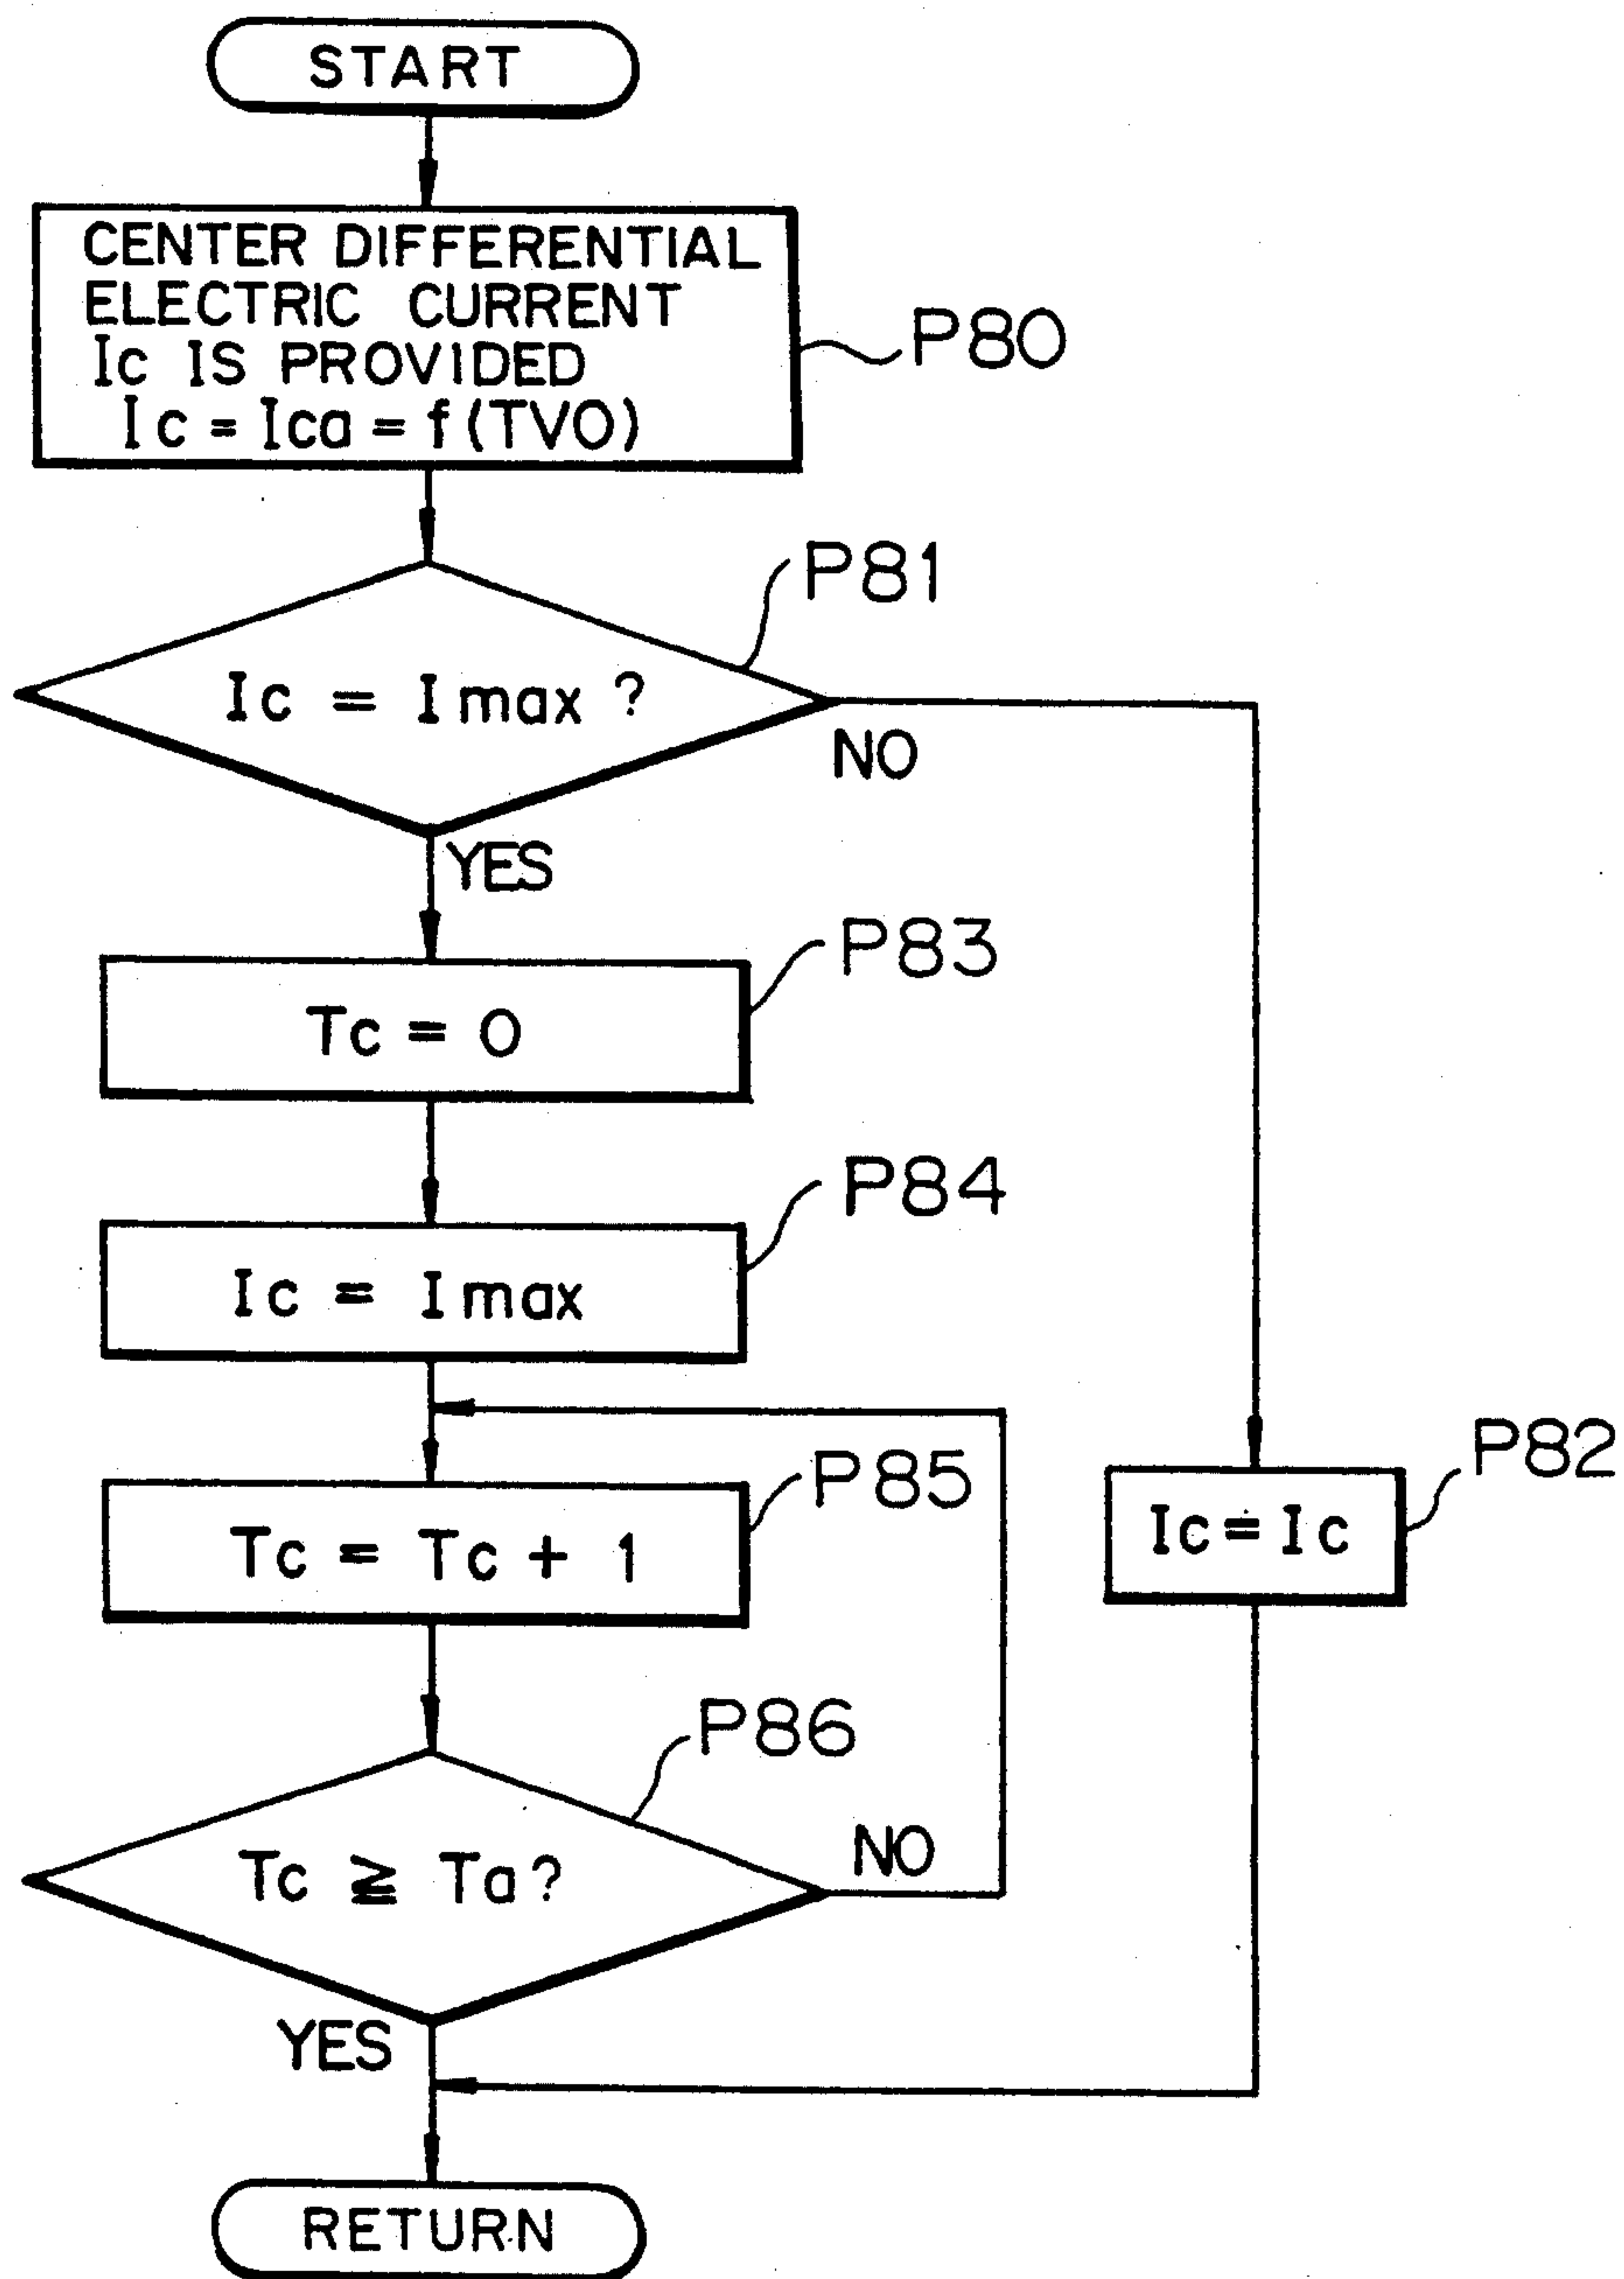 START
CENTER DIFFERENTIAL
ELECTRIC CURRENT
Ic IS PROVIDED
Ic = Ica = f(TVO)
P80
P81
Ic = Imax ?
NO
YES
P83
Tc = 0
P84
Ic = Imax
P85
Tc = Tc + 1
P82
Ic = Ic
P86
Tc ≧ Ta?
NO
YES
RETURN